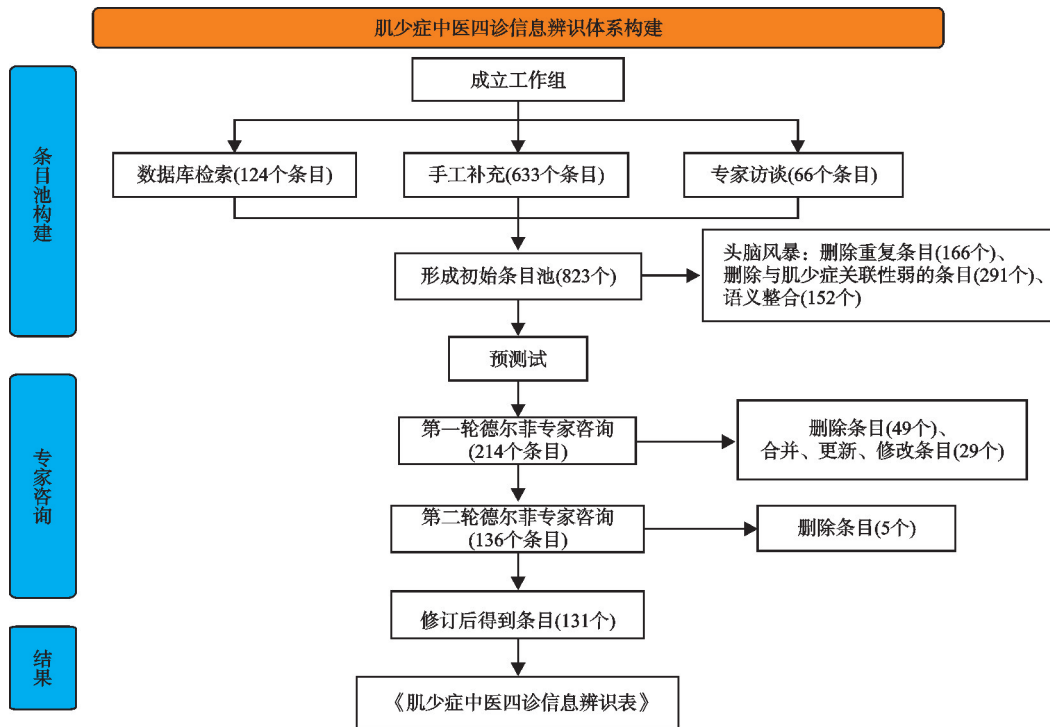 肌少症中医四诊信息辨识体系构建
条目池构建
成立工作组
数据库检索(124个条目)
手工补充(633个条目)
专家访谈(66个条目)
形成初始条目池(823个)
头脑风暴：删除重复条目(166个)、
删除与肌少症关联性弱的条目(291个)、
语义整合(152个)
预测试
专家咨询
第一轮德尔菲专家咨询
(214个条目)
删除条目(49个)、
合并、更新、修改条目(29个)
第二轮德尔菲专家咨询
(136个条目)
删除条目(5个)
修订后得到条目(131个)
结果
《肌少症中医四诊信息辨识表》